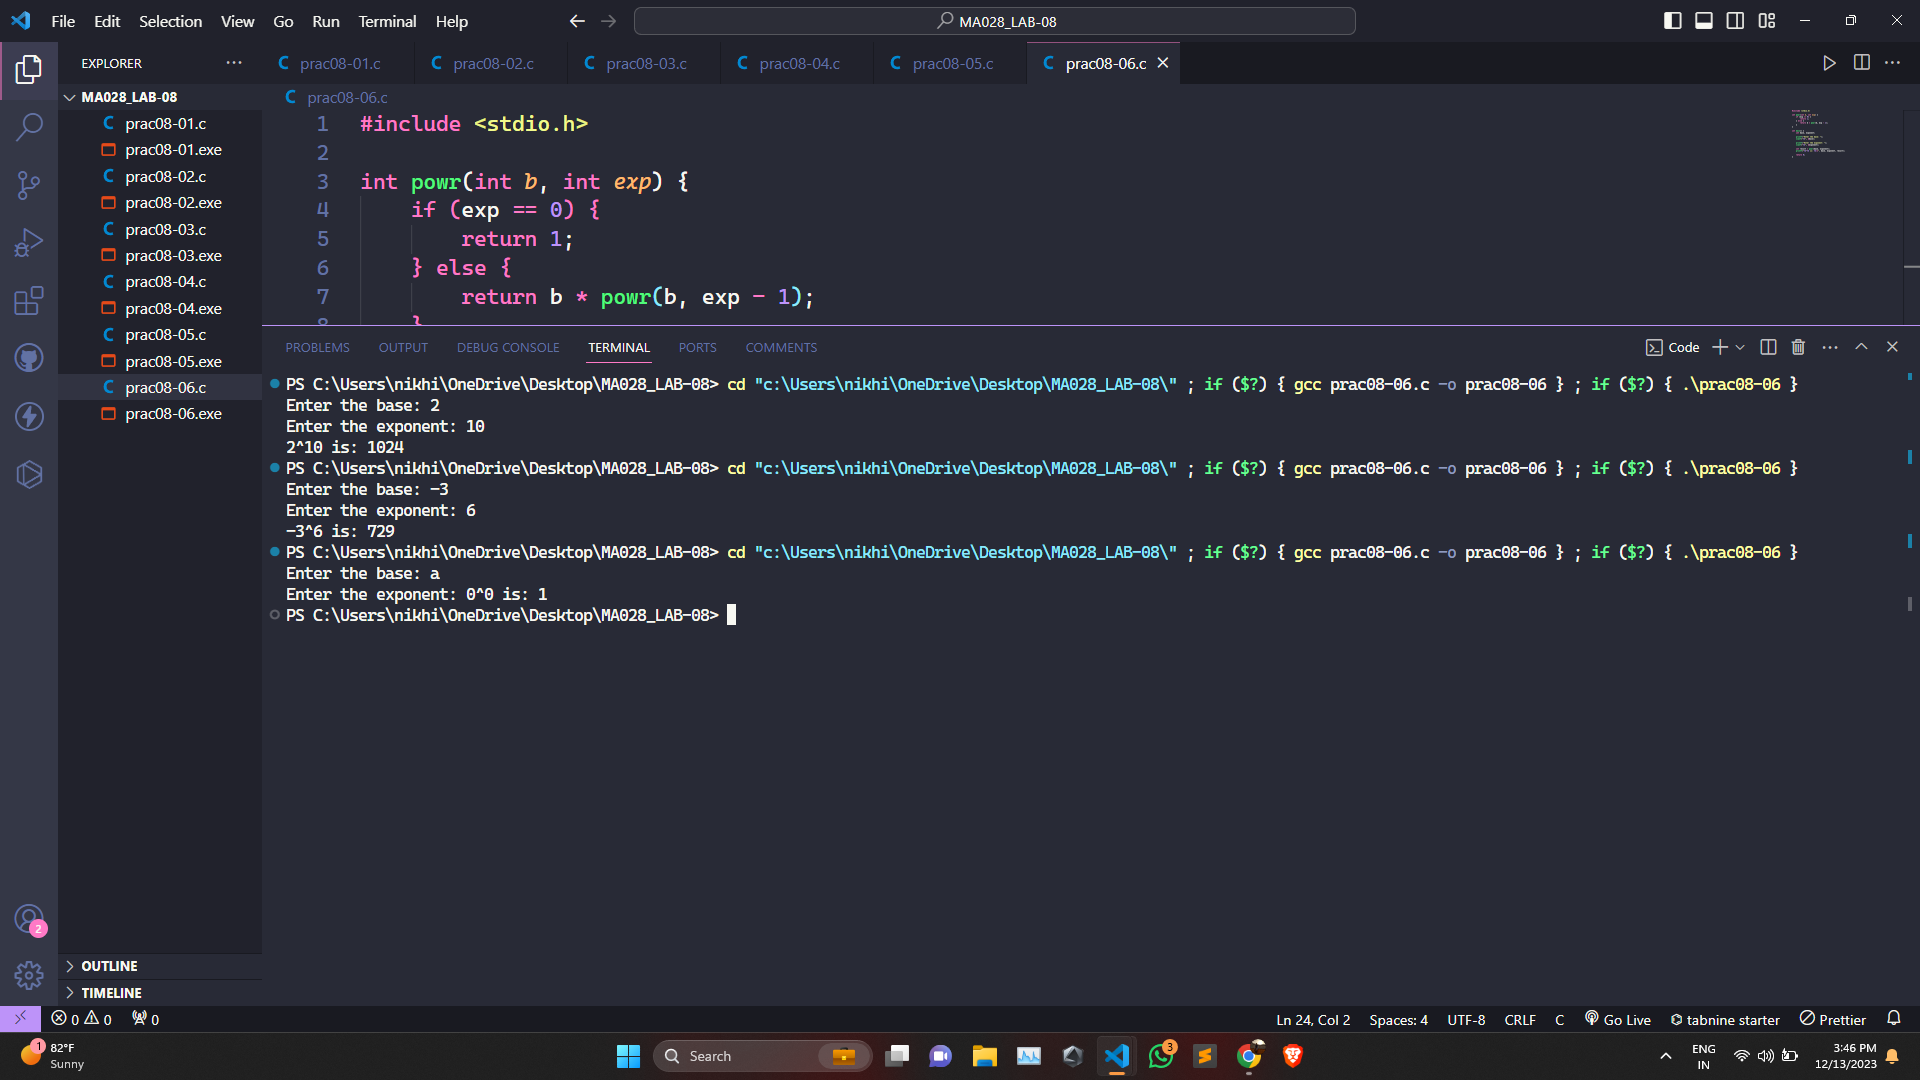 File Edit Selection View Go Run Terminal Help
MA028_LAB-08
EXPLORER
MA028_LAB-08
prac08-01.c
prac08-01.exe
prac08-02.c
prac08-02.exe
prac08-03.c
prac08-03.exe
prac08-04.c
prac08-04.exe
prac08-05.c
prac08-05.exe
prac08-06.c
prac08-06.exe
OUTLINE
TIMELINE
2
C prac08-01.c C prac08-02.c C prac08-03.c C prac08-04.c C prac08-05.c C prac08-06.c
C prac08-06.c
1 #include <stdio.h>
2
3 int powr(int b, int exp) {
4 if (exp == 0) {
5 return 1;
6 } else {
7 return b * powr(b, exp - 1);
8 }
PROBLEMS OUTPUT DEBUG CONSOLE TERMINAL PORTS COMMENTS
Code
PS C:\Users\nikhi\OneDrive\Desktop\MA028_LAB-08> cd "c:\Users\nikhi\OneDrive\Desktop\MA028_LAB-08\" ; if ($?) { gcc prac08-06.c -o prac08-06 } ; if ($?) { .\prac08-06 }
Enter the base: 2
Enter the exponent: 10
2^10 is: 1024
PS C:\Users\nikhi\OneDrive\Desktop\MA028_LAB-08> cd "c:\Users\nikhi\OneDrive\Desktop\MA028_LAB-08\" ; if ($?) { gcc prac08-06.c -o prac08-06 } ; if ($?) { .\prac08-06 }
Enter the base: -3
Enter the exponent: 6
-3^6 is: 729
PS C:\Users\nikhi\OneDrive\Desktop\MA028_LAB-08> cd "c:\Users\nikhi\OneDrive\Desktop\MA028_LAB-08\" ; if ($?) { gcc prac08-06.c -o prac08-06 } ; if ($?) { .\prac08-06 }
Enter the base: a
Enter the exponent: 0^0 is: 1
PS C:\Users\nikhi\OneDrive\Desktop\MA028_LAB-08>
0 0 0
Ln 24, Col 2 Spaces: 4 UTF-8 CRLF C Go Live tabnine starter Prettier
1
82°F
Sunny
Search
3
ENG
IN
3:46 PM
12/13/2023